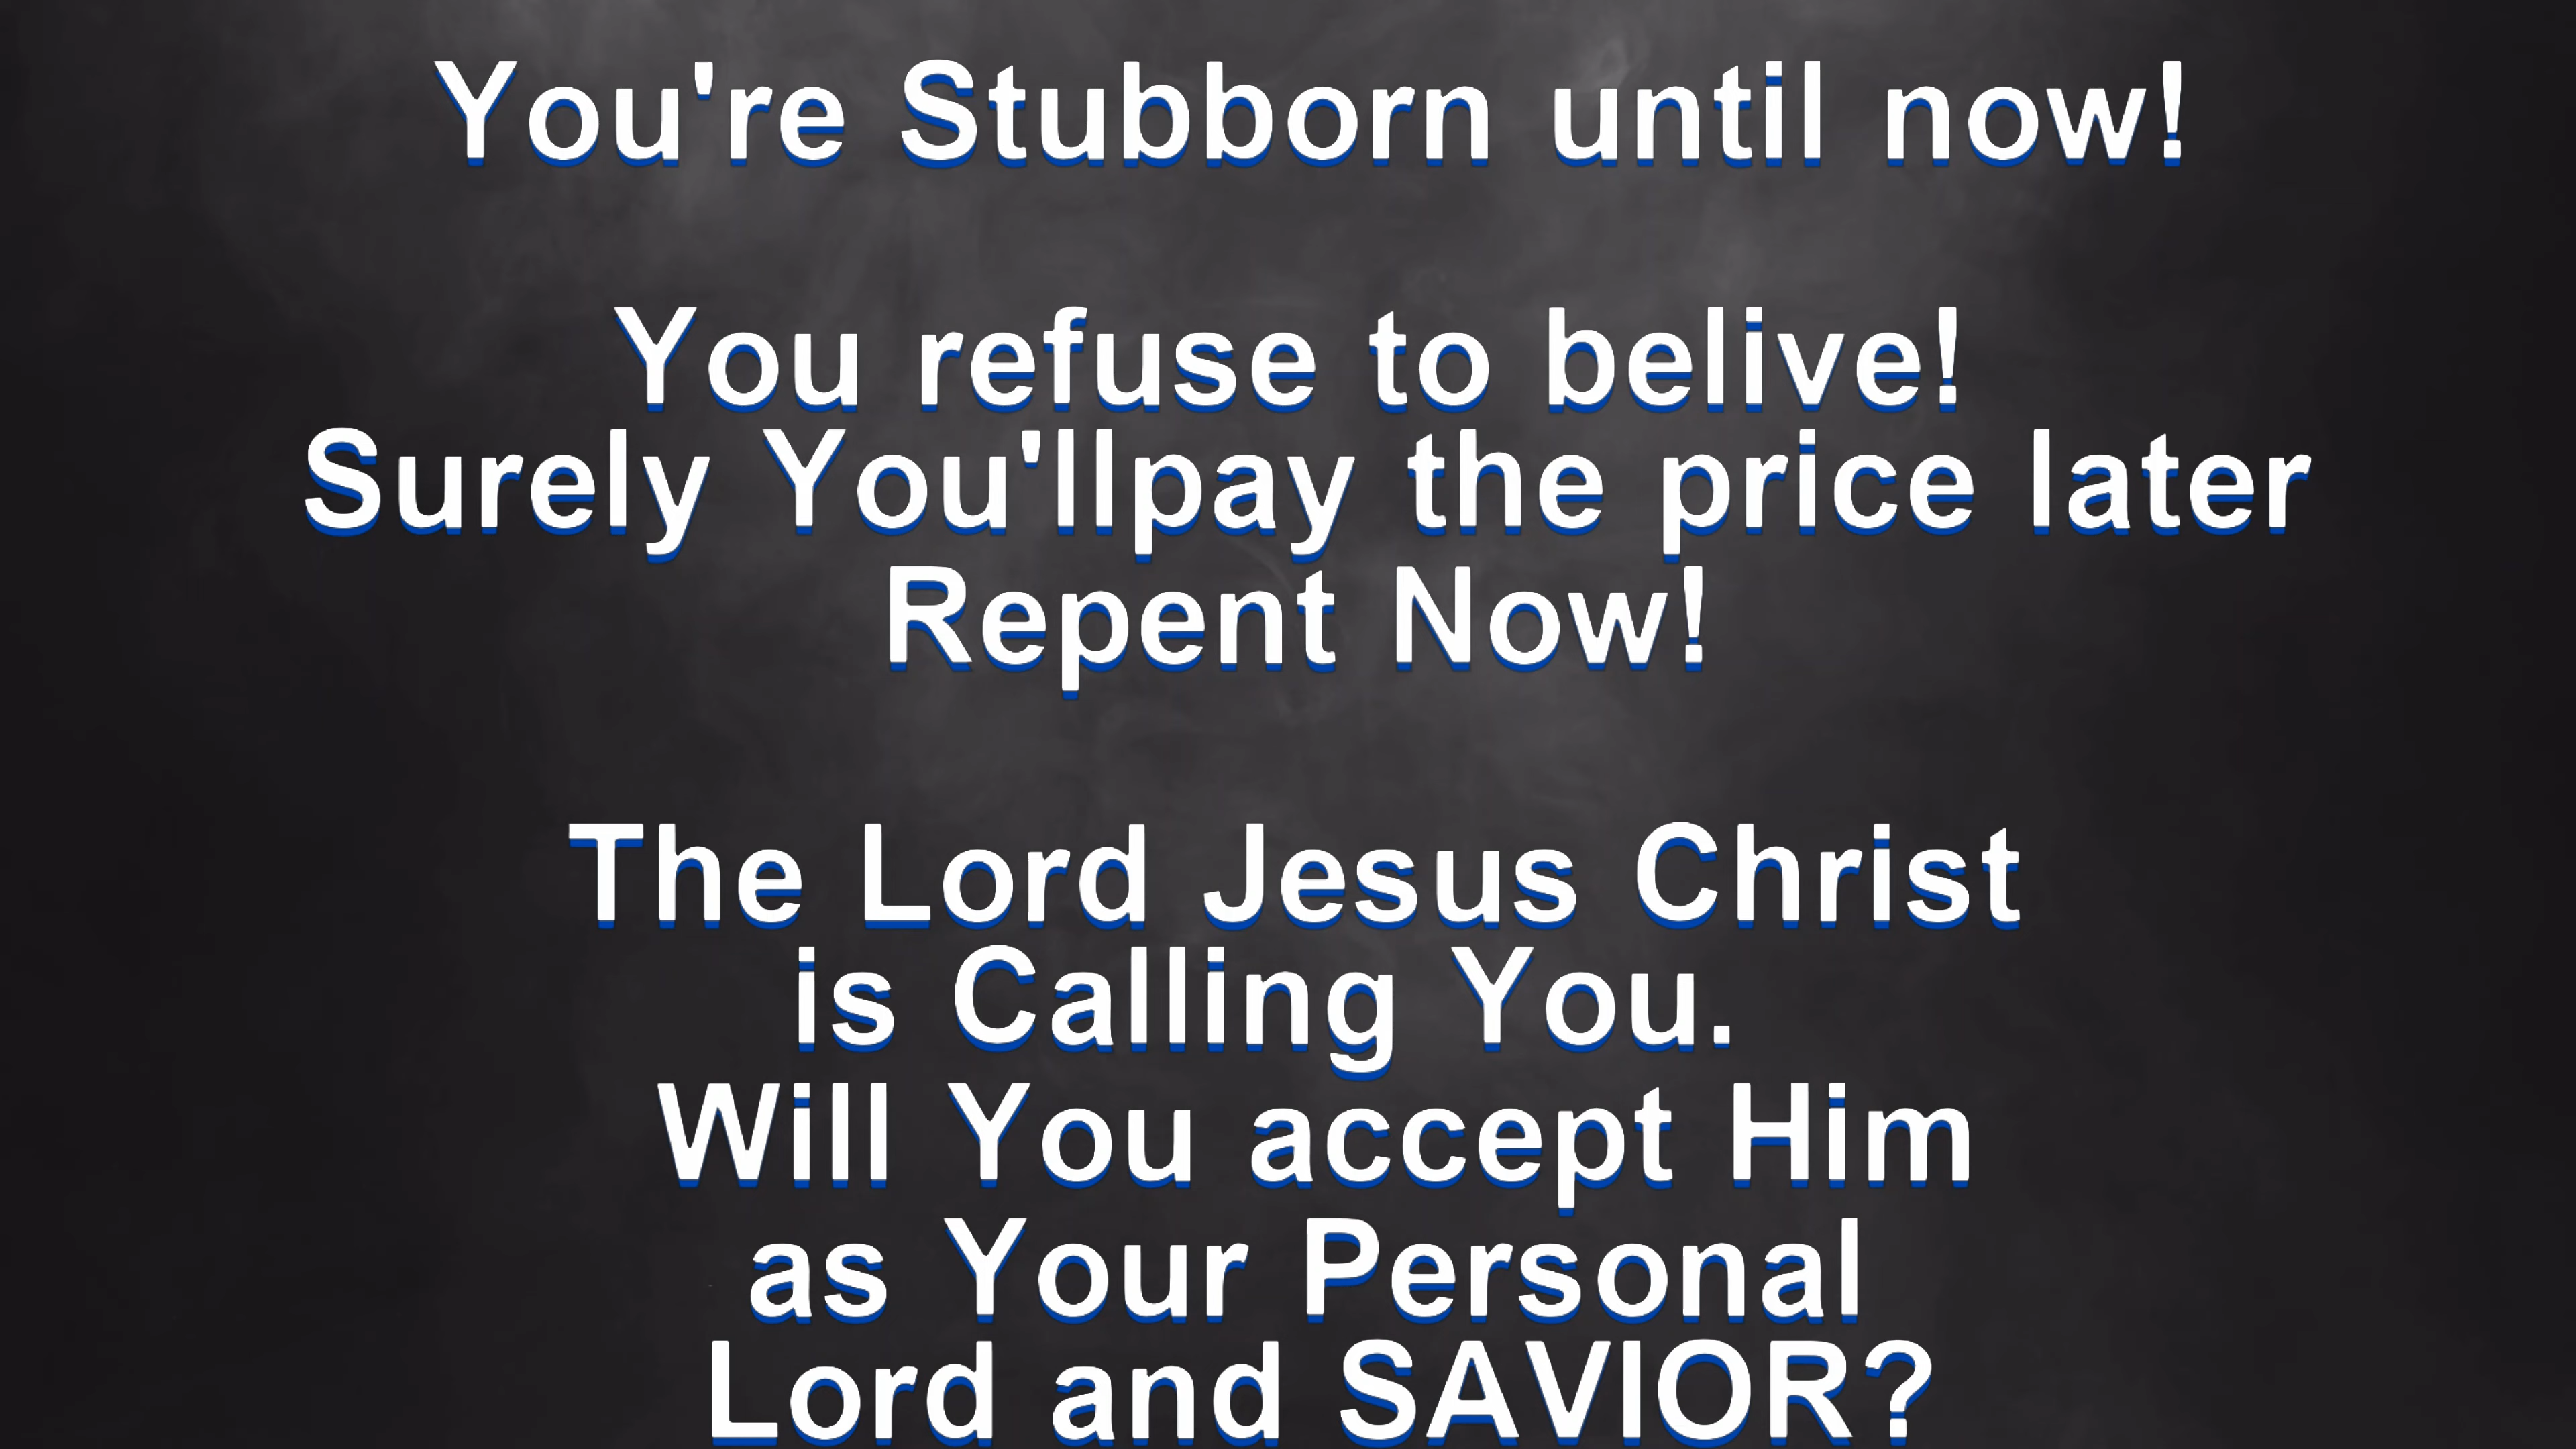 You're Stubborn until now!
You refuse to belive!
Surely You'llpay the price later
Repent Now!
The Lord Jesus Christ
is Calling You.
Will You accept Him
as Your Personal
Lord and SAVIOR?